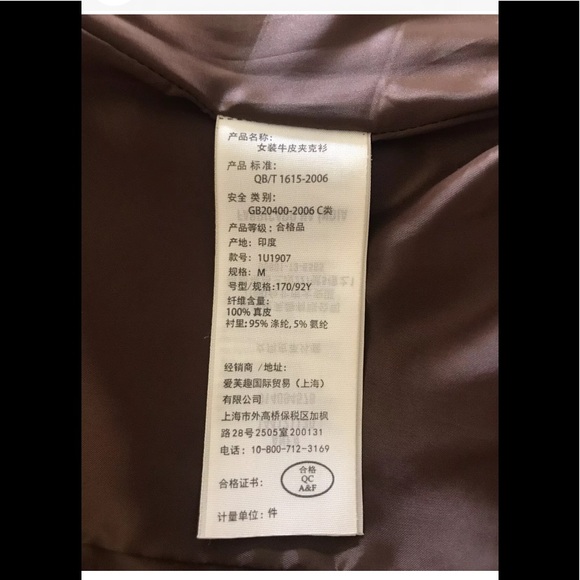 产品名称:
女装牛皮夹克衫
产品 标准:
QB/T 1615-2006
安全 类别:
GB20400-2006 C类
产品等级: 合格品
产地: 印度
款号: 1U1907
规格: M
号型/规格:170/92Y
纤维含量:
100% 真皮
衬里: 95% 涤纶, 5% 氨纶
经销商 /地址:
爱芙趣国际贸易 (上海)
有限公司
上海市外高桥保税区加枫
路28号2505室200131
电话: 10-800-712-3169
合格证书:
合格
QC
A&F
计量单位: 件